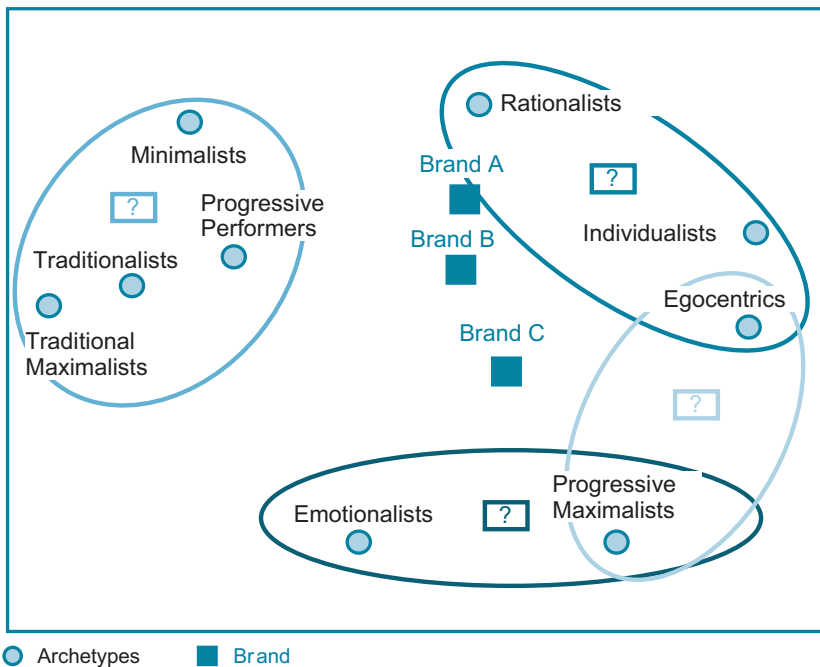 Rationalists
Minimalists
Brand A
?
?
Progressive
Performers
Individualists
Brand B
Traditionalists
Egocentrics
Traditional
Maximalists
Brand C
?
Progressive
Maximalists
Emotionalists
?
Archetypes
Brand